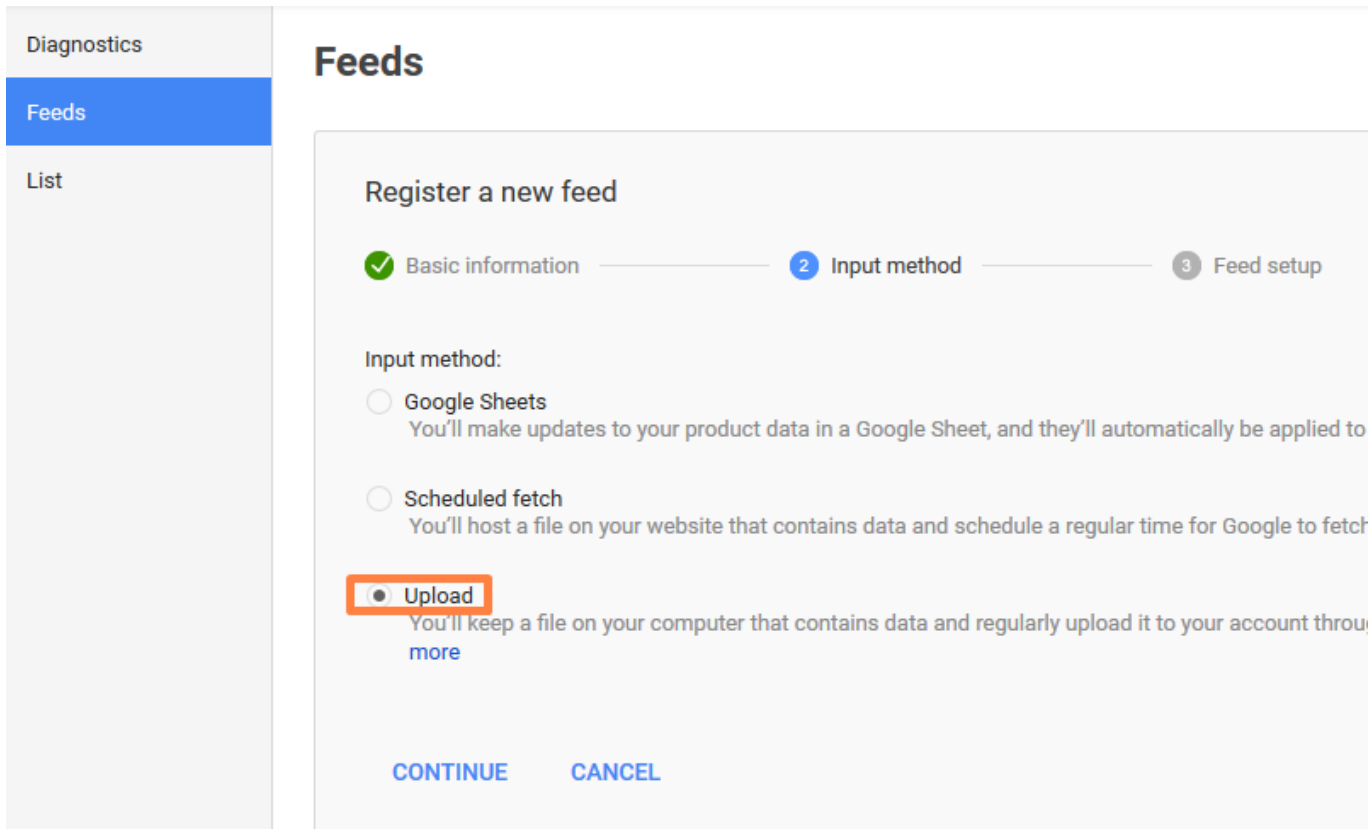 Diagnostics
Feeds
List
Feeds
Register a new feed
Basic information
2 Input method
3 Feed setup
Input method:
Google Sheets
You'll make updates to your product data in a Google Sheet, and they'll automatically be applied to
Scheduled fetch
You'll host a file on your website that contains data and schedule a regular time for Google to fetch
Upload
You'll keep a file on your computer that contains data and regularly upload it to your account throug
more
CONTINUE CANCEL